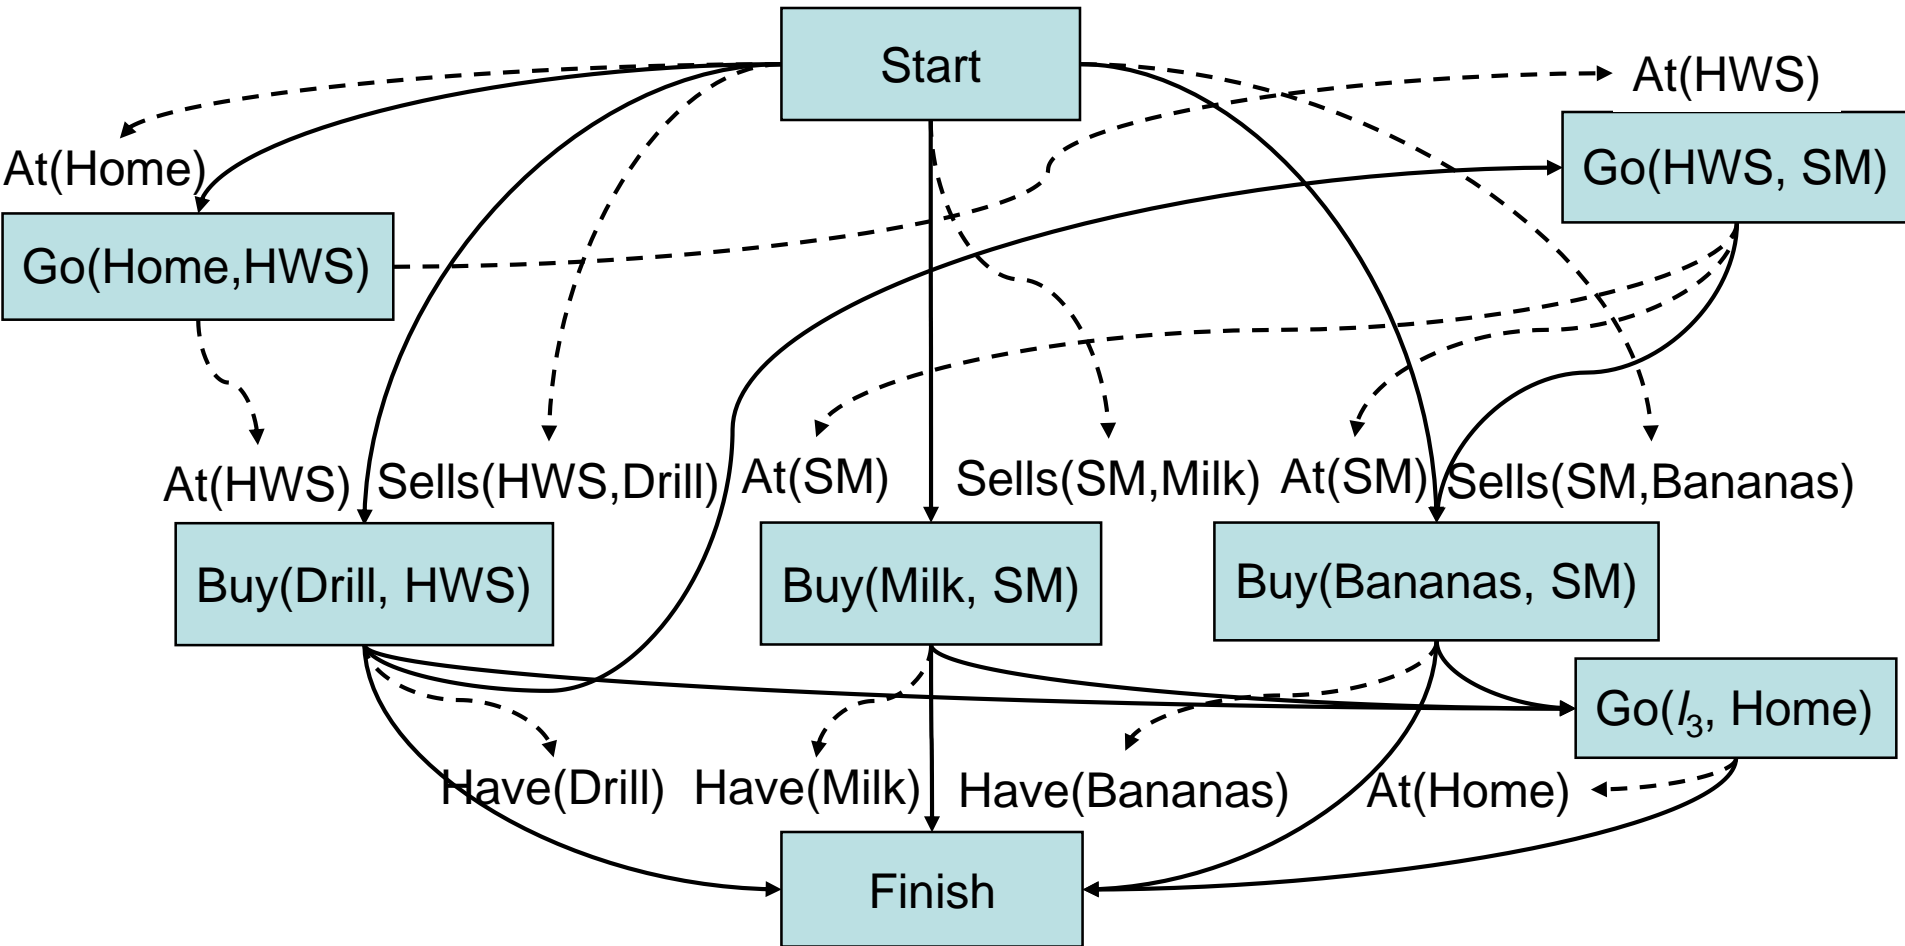 Start
At(HWS)
At(Home)
Go(HWS, SM)
Go(Home,HWS)
At(HWS)
Sells(HWS,Drill)
At(SM)
Sells(SM,Milk)
At(SM)
Sells(SM,Bananas)
Buy(Drill, HWS)
Buy(Milk, SM)
Buy(Bananas, SM)
Go(l₃, Home)
Have(Drill)
Have(Milk)
Have(Bananas)
At(Home)
Finish